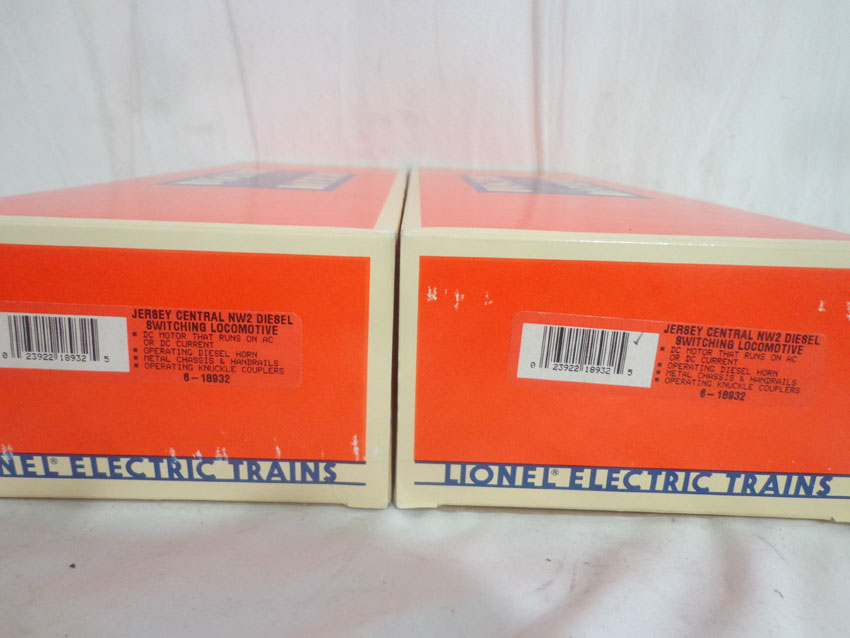 JERSEY CENTRAL NW2 DIESEL
SWITCHING LOCOMOTIVE
DC MOTOR THAT RUNS ON AC
OR DC CURRENT
OPERATING DIESEL HORN
METAL CHASSIS & HANDRAILS
OPERATING KNUCKLE COUPLERS
6-18932
0 23922 18932 5
NEL® ELECTRIC TRAINS
JERSEY CENTRAL NW2 DIESEL
SWITCHING LOCOMOTIVE
DC MOTOR THAT RUNS ON AC
OR DC CURRENT
OPERATING DIESEL HORN
METAL CHASSIS & HANDRAILS
OPERATING KNUCKLE COUPLERS
6-18932
0 23922 18932 5
LIONEL® ELECTRIC TRAINS